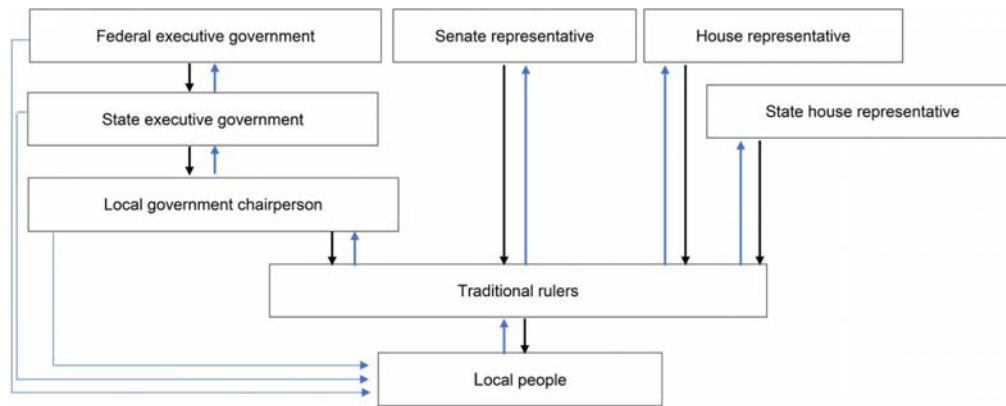 Federal executive government
Senate representative
House representative
State executive government
State house representative
Local government chairperson
Traditional rulers
Local people